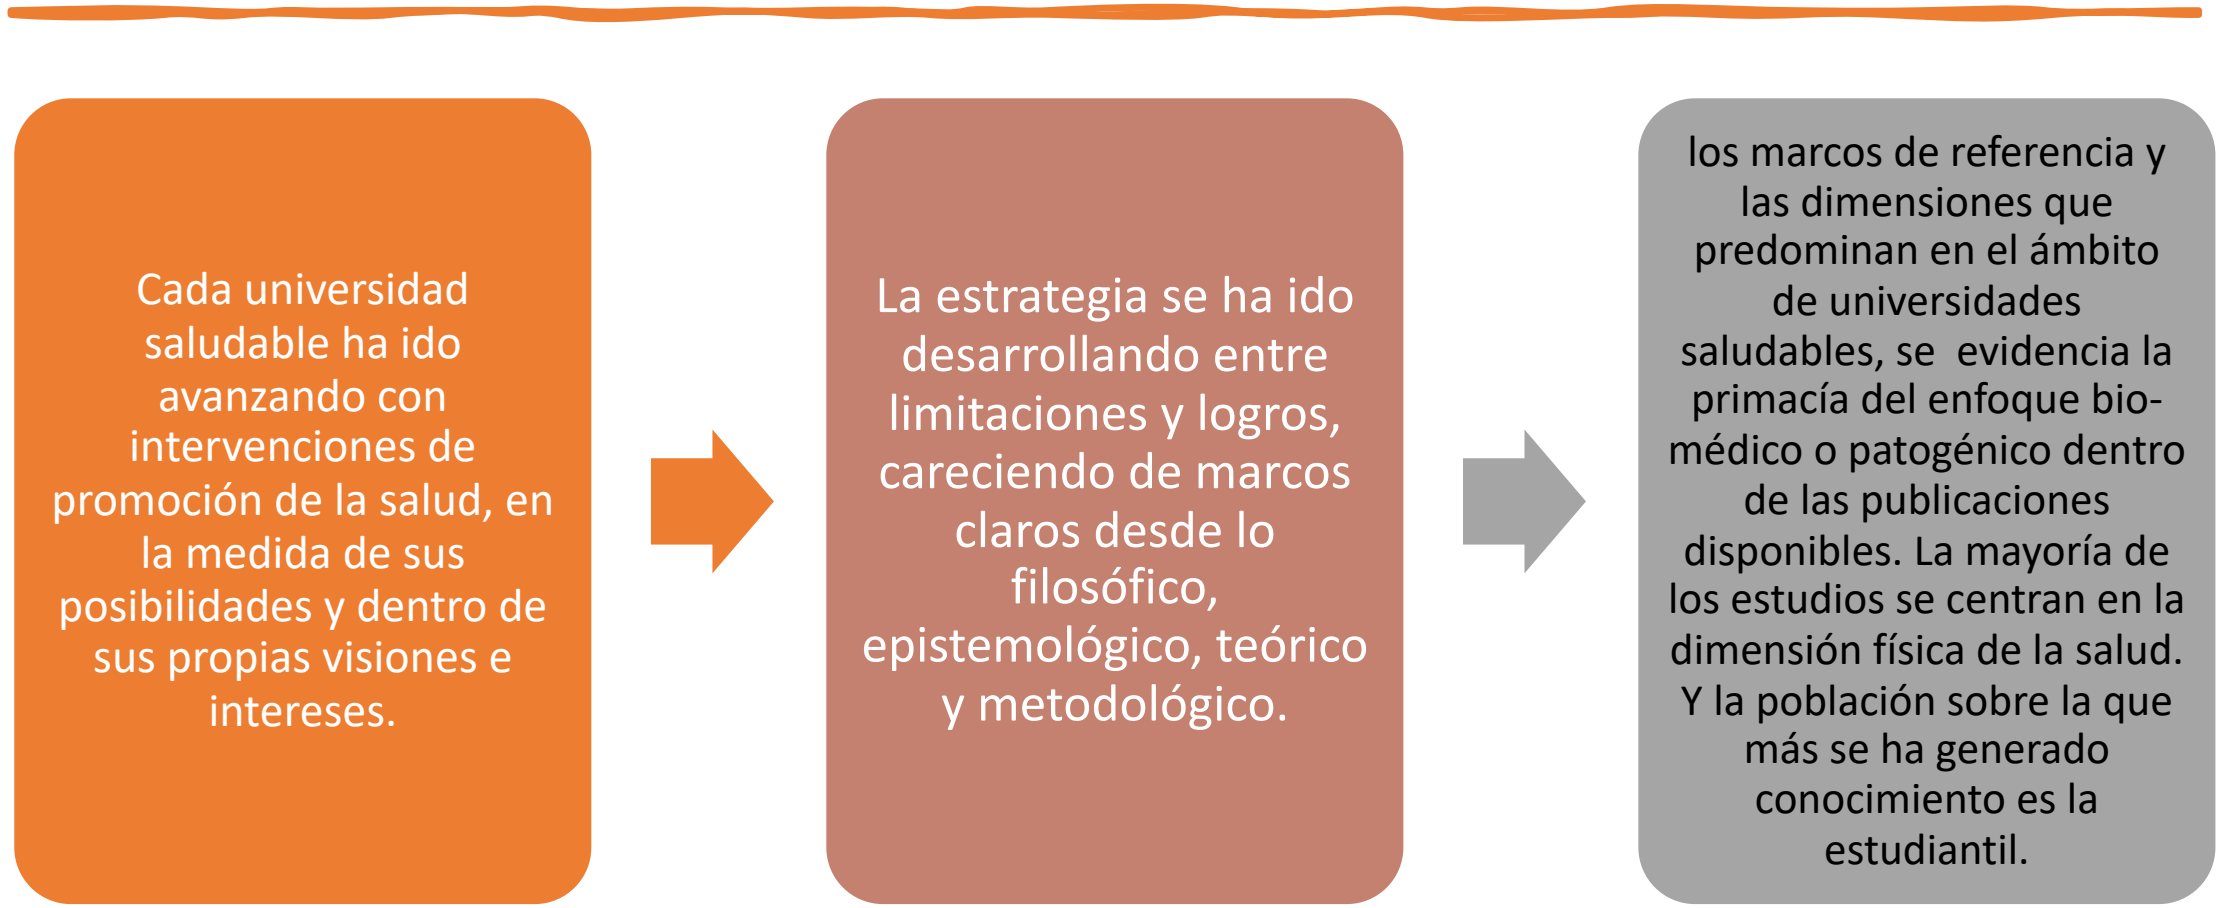 Cada universidad
saludable ha ido
avanzando con
intervenciones de
promoción de la salud, en
la medida de sus
posibilidades y dentro de
sus propias visiones e
intereses.
La estrategia se ha ido
desarrollando entre
limitaciones y logros,
careciendo de marcos
claros desde lo
filosófico,
epistemológico, teórico
y metodológico.
los marcos de referencia y
las dimensiones que
predominan en el ámbito
de universidades
saludables, se  evidencia la
primacía del enfoque bio-
médico o patogénico dentro
de las publicaciones
disponibles. La mayoría de
los estudios se centran en la
dimensión física de la salud.
Y la población sobre la que
más se ha generado
conocimiento es la
estudiantil.